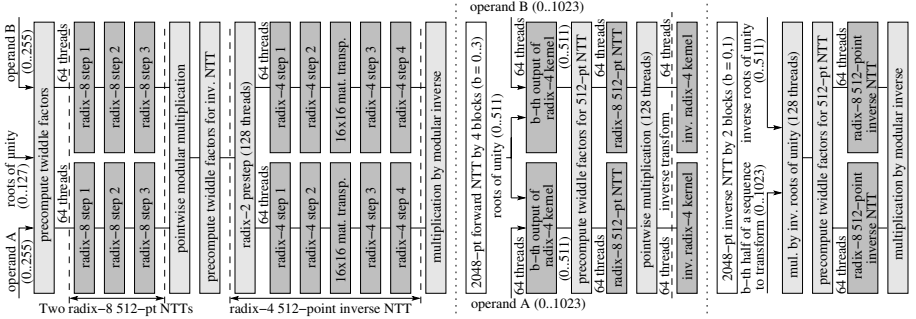 operand B
(0..255)
roots of unity
(0..127)
operand A
(0..255)
precompute twiddle factors
64 threads
64 threads
radix-8 step 1
radix-8 step 2
radix-8 step 3
radix-8 step 1
radix-8 step 2
radix-8 step 3
Two radix-8 512-pt NTTs
pointwise modular multiplication
precompute twiddle factors for inv. NTT
radix-2 prestep (128 threads)
64 threads
64 threads
radix-4 step 1
radix-4 step 2
16x16 mat. transp.
radix-4 step 3
radix-4 step 4
radix-4 step 1
radix-4 step 2
16x16 mat. transp.
radix-4 step 3
radix-4 step 4
radix-4 512-point inverse NTT
multiplication by modular inverse
operand B (0..1023)
2048-pt forward NTT by 4 blocks (b = 0..3)
roots of unity (0..511)
64 threads
b-th output of
radix-4 kernel
64 threads
b-th output of
radix-4 kernel
(0..511)
precompute twiddle factors for 512-pt NTT
64 threads
radix-8 512-pt NTT
64 threads
radix-8 512-pt NTT
pointwise multiplication (128 threads)
64 threads
inverse transform
64 threads
inv. radix-4 kernel
inv. radix-4 kernel
operand A (0..1023)
2048-pt inverse NTT by 2 blocks (b = 0,1)
b-th half of a sequence
to transform (0..1023)
inverse roots of unity
(0..511)
mul. by inv. roots of unity (128 threads)
precompute twiddle factors for 512-pt NTT
64 threads
radix-8 512-point
inverse NTT
64 threads
radix-8 512-point
inverse NTT
multiplication by modular inverse